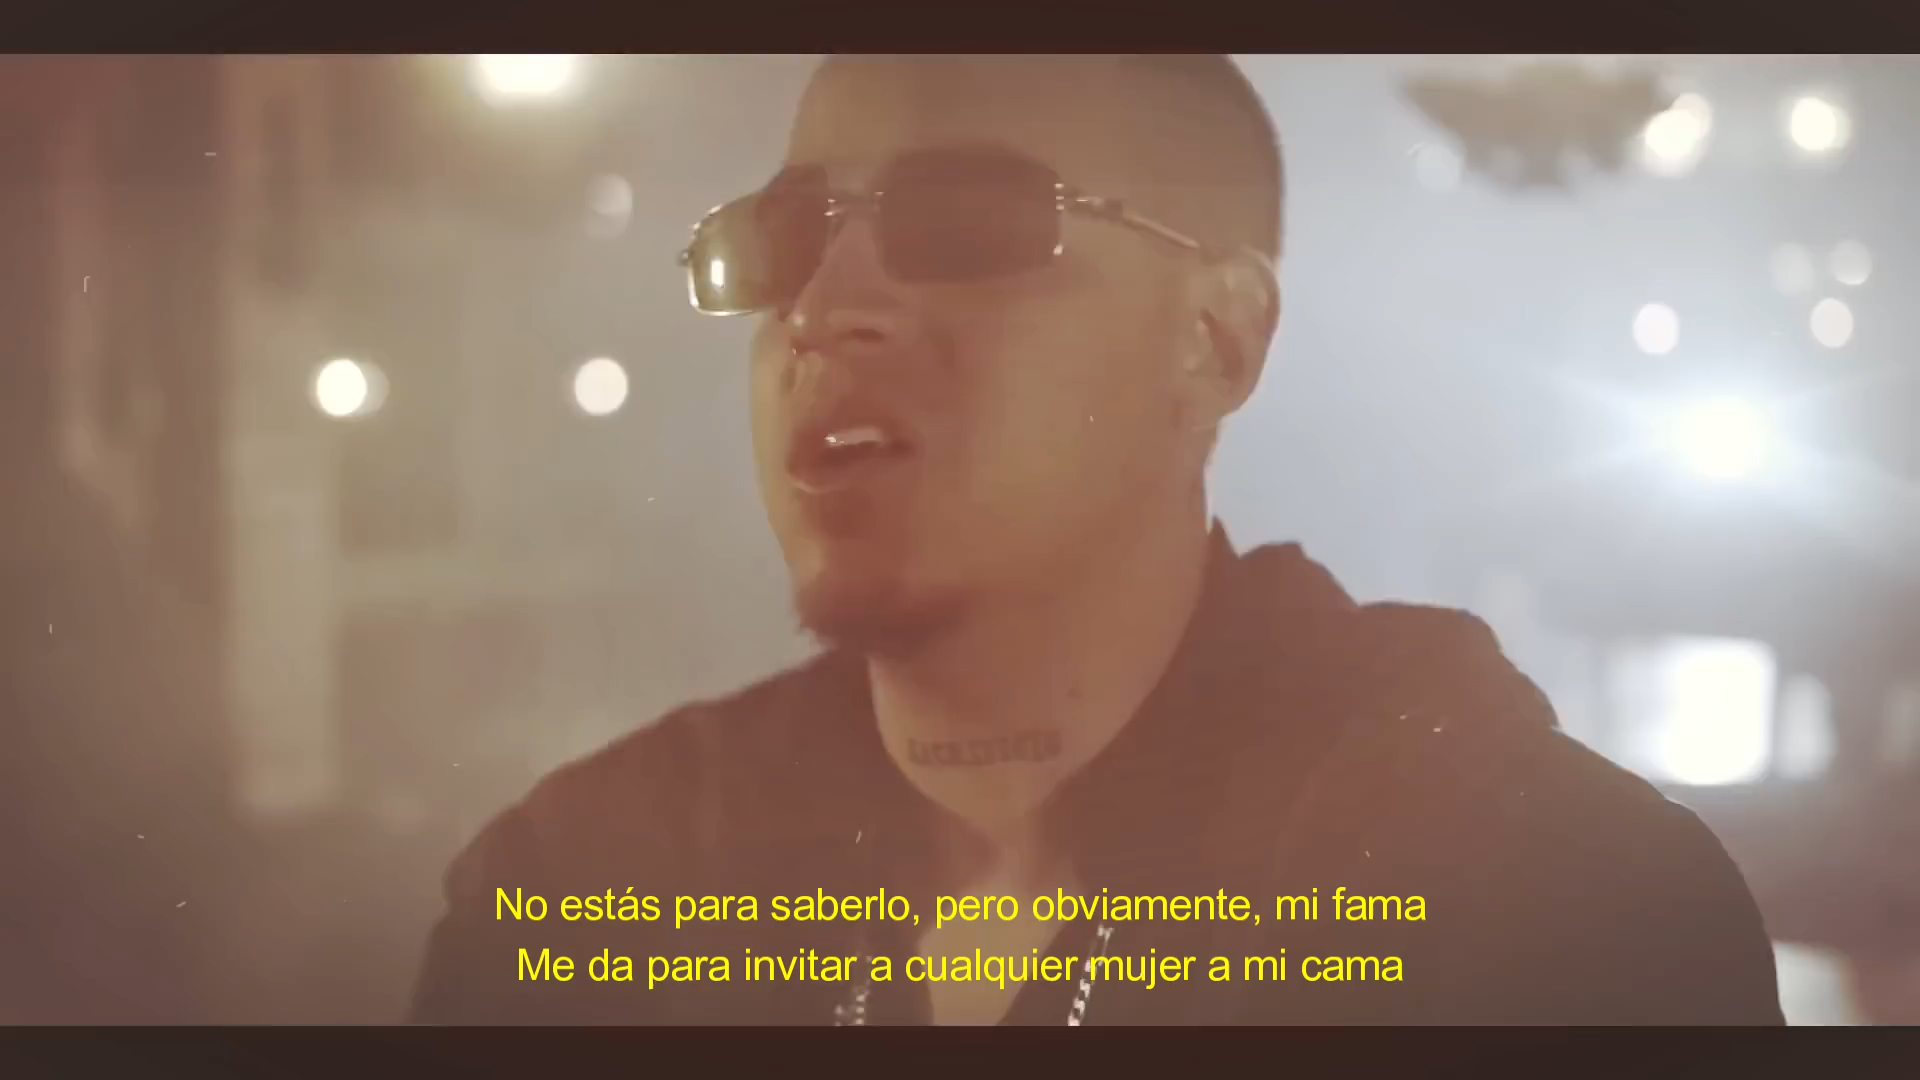 No estás para saberlo, pero obviamente, mi fama
Me da para invitar a cualquier mujer a mi cama